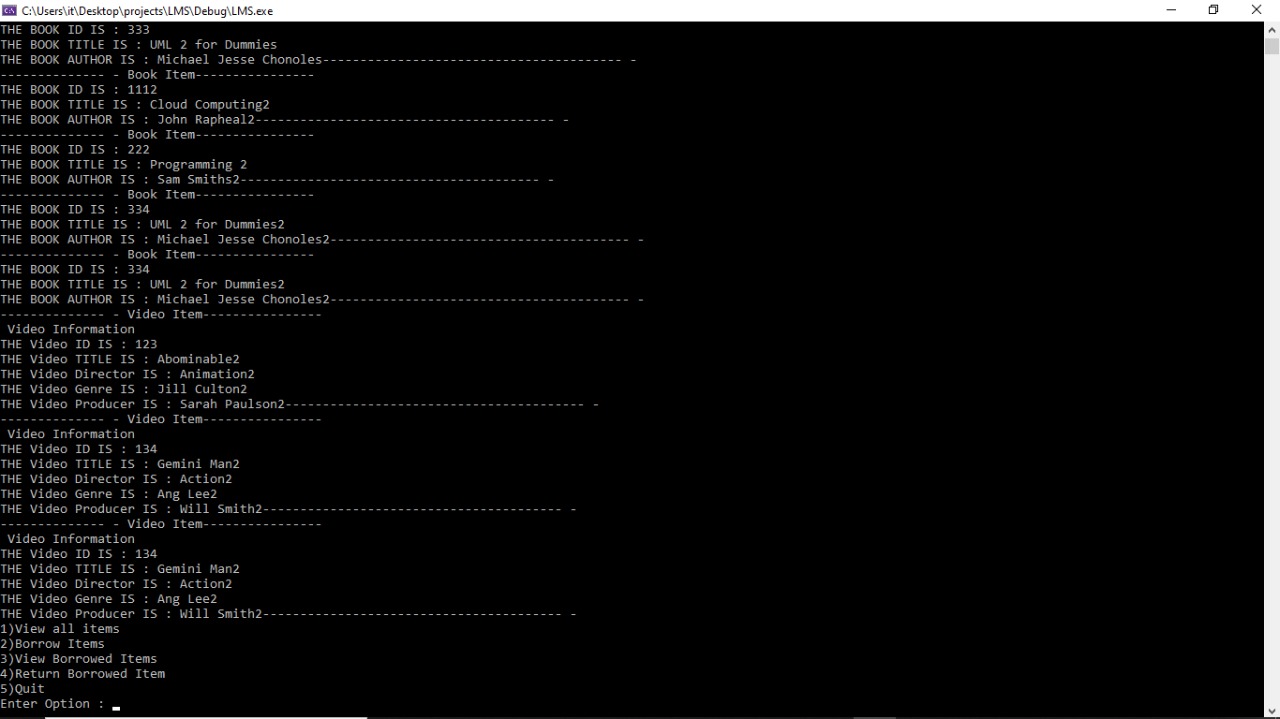 C:\Users\it\Desktop\projects\LMS\Debug\LMS.exe
THE BOOK ID IS : 333
THE BOOK TITLE IS : UML 2 for Dummies
THE BOOK AUTHOR IS : Michael Jesse Chonoles---------------------------------------- -
-------------- - Book Item----------------
THE BOOK ID IS : 1112
THE BOOK TITLE IS : Cloud Computing2
THE BOOK AUTHOR IS : John Rapheal2---------------------------------------- -
-------------- - Book Item----------------
THE BOOK ID IS : 222
THE BOOK TITLE IS : Programming 2
THE BOOK AUTHOR IS : Sam Smiths2---------------------------------------- -
-------------- - Book Item----------------
THE BOOK ID IS : 334
THE BOOK TITLE IS : UML 2 for Dummies2
THE BOOK AUTHOR IS : Michael Jesse Chonoles2---------------------------------------- -
-------------- - Book Item----------------
THE BOOK ID IS : 334
THE BOOK TITLE IS : UML 2 for Dummies2
THE BOOK AUTHOR IS : Michael Jesse Chonoles2---------------------------------------- -
-------------- - Video Item----------------
 Video Information
THE Video ID IS : 123
THE Video TITLE IS : Abominable2
THE Video Director IS : Animation2
THE Video Genre IS : Jill Culton2
THE Video Producer IS : Sarah Paulson2---------------------------------------- -
-------------- - Video Item----------------
 Video Information
THE Video ID IS : 134
THE Video TITLE IS : Gemini Man2
THE Video Director IS : Action2
THE Video Genre IS : Ang Lee2
THE Video Producer IS : Will Smith2---------------------------------------- -
-------------- - Video Item----------------
 Video Information
THE Video ID IS : 134
THE Video TITLE IS : Gemini Man2
THE Video Director IS : Action2
THE Video Genre IS : Ang Lee2
THE Video Producer IS : Will Smith2---------------------------------------- -
1)View all items
2)Borrow Items
3)View Borrowed Items
4)Return Borrowed Item
5)Quit
Enter Option : _